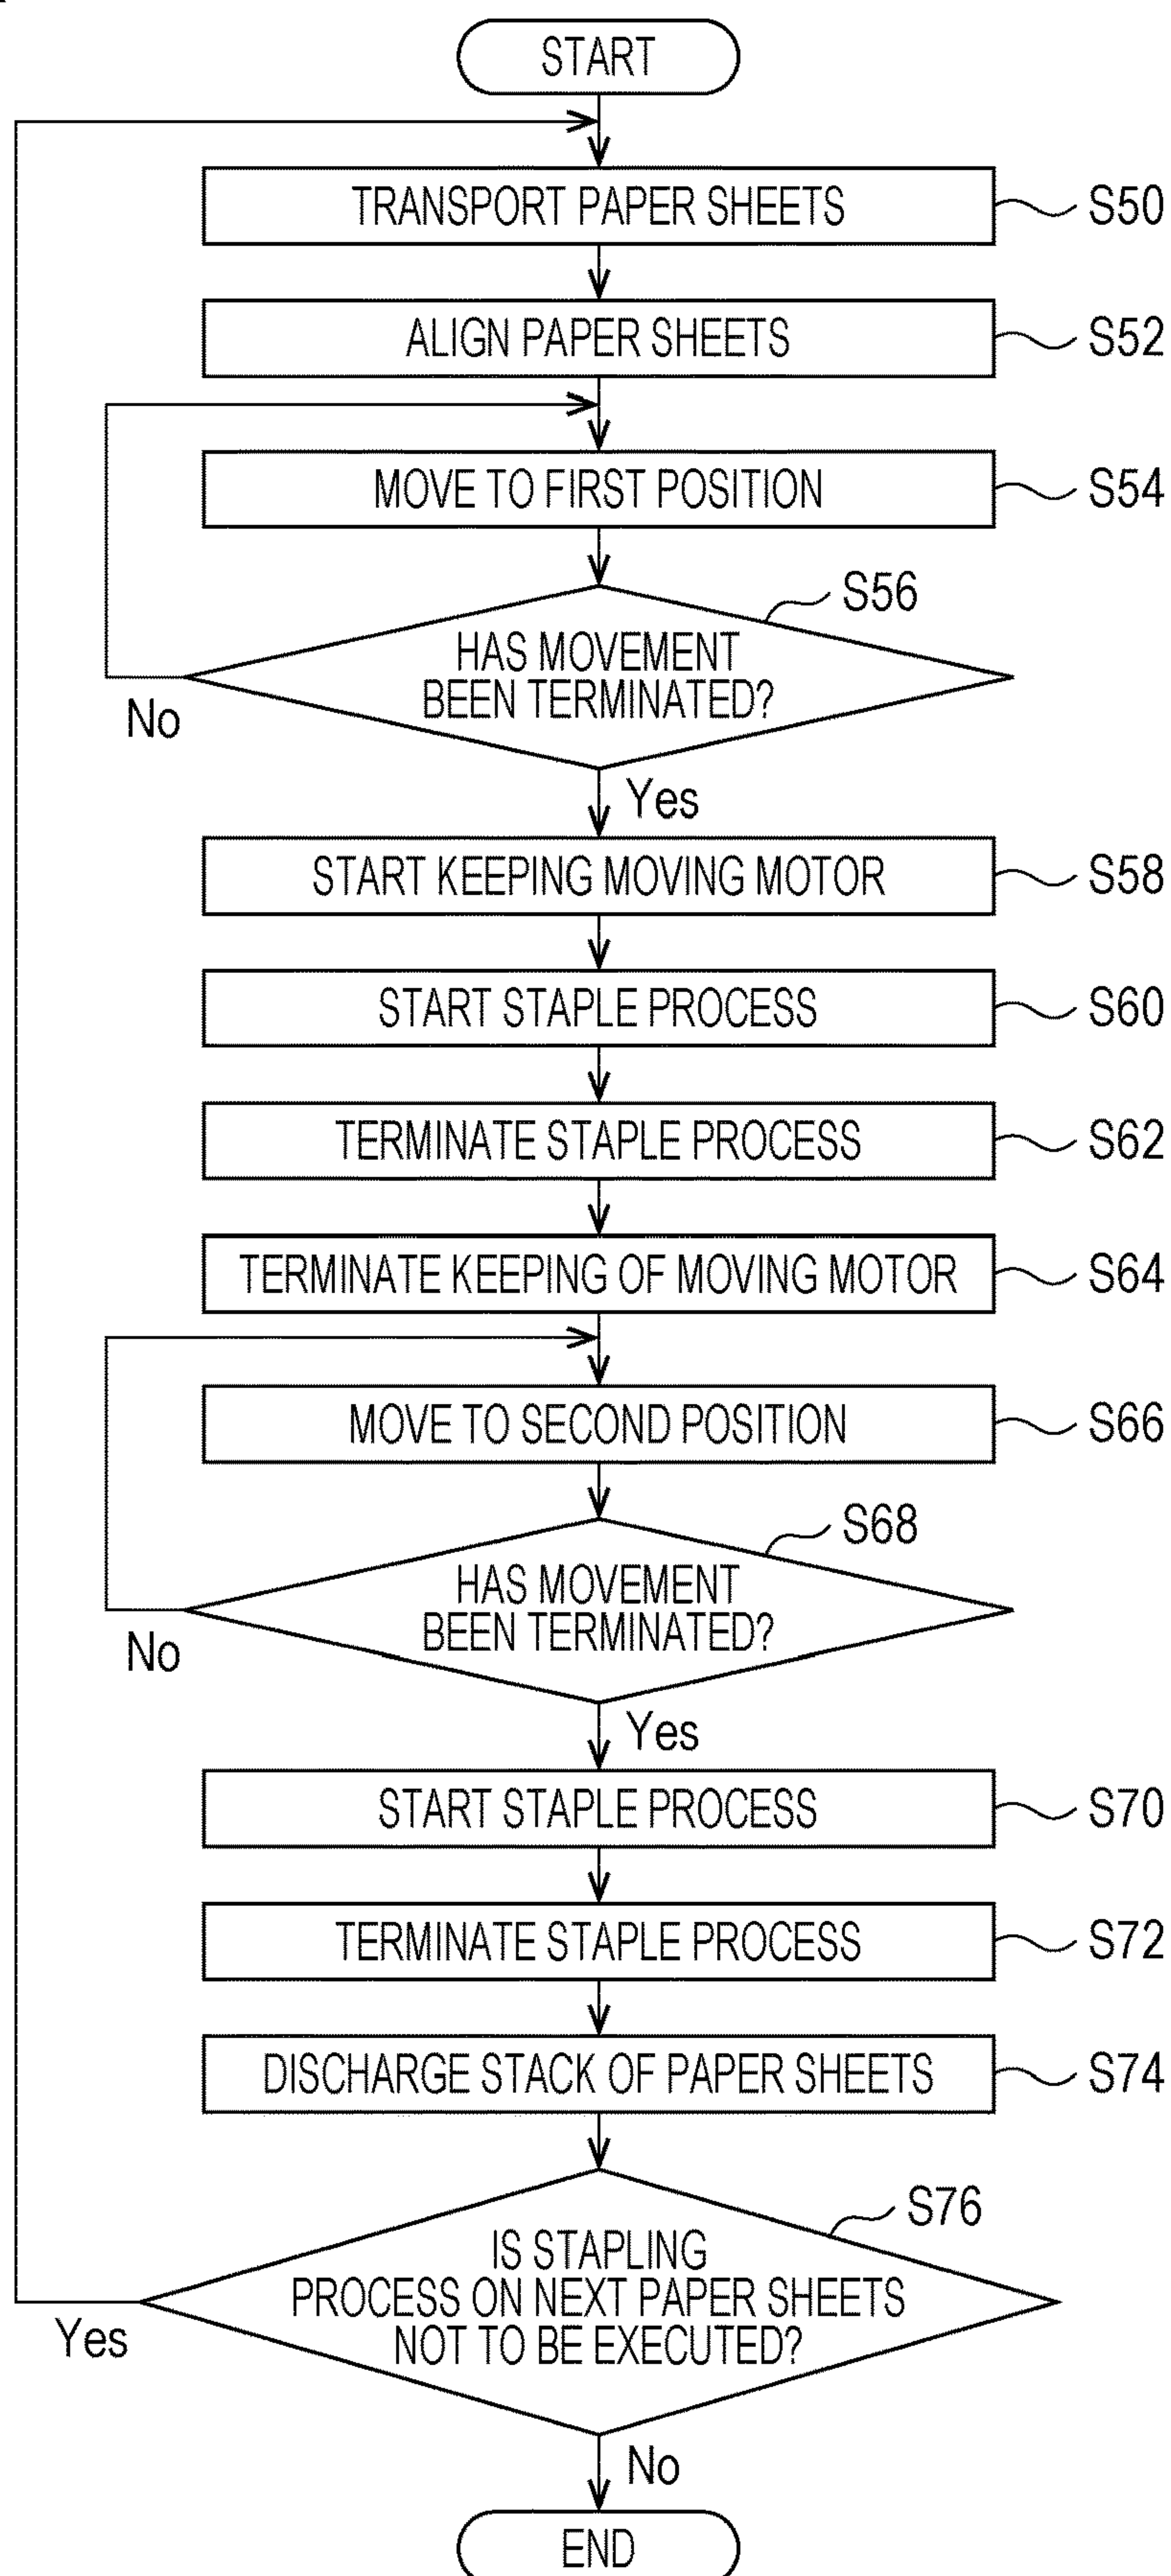 START
TRANSPORT PAPER SHEETS
S50
ALIGN PAPER SHEETS
S52
MOVE TO FIRST POSITION
S54
S56
HAS MOVEMENT
BEEN TERMINATED?
No
Yes
START KEEPING MOVING MOTOR
S58
START STAPLE PROCESS
S60
TERMINATE STAPLE PROCESS
S62
TERMINATE KEEPING OF MOVING MOTOR
S64
MOVE TO SECOND POSITION
S66
S68
HAS MOVEMENT
BEEN TERMINATED?
No
Yes
START STAPLE PROCESS
S70
TERMINATE STAPLE PROCESS
S72
DISCHARGE STACK OF PAPER SHEETS
S74
S76
IS STAPLING
PROCESS ON NEXT PAPER SHEETS
NOT TO BE EXECUTED?
Yes
No
END